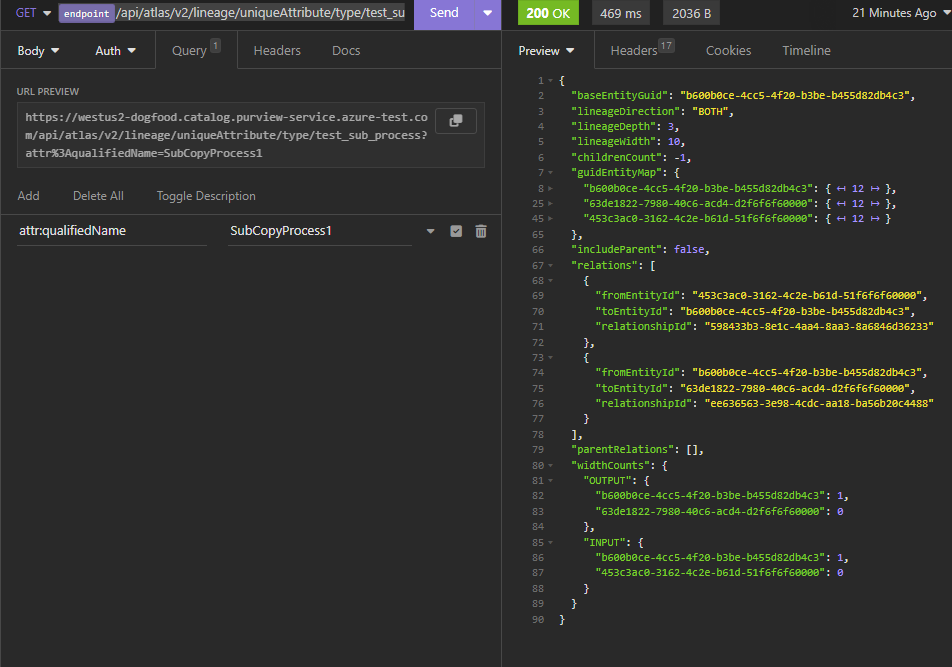 GET endpoint /api/atlas/v2/lineage/uniqueAttribute/type/test_su Send
200 OK 469 ms 2036 B 21 Minutes Ago
Body Auth Query 1 Headers Docs
Preview Headers 17 Cookies Timeline
URL PREVIEW
https://westus2-dogfood.catalog.purview-service.azure-test.co
m/api/atlas/v2/lineage/uniqueAttribute/type/test_sub_process?
attr%3AqualifiedName=SubCopyProcess1
Add Delete All Toggle Description
attr:qualifiedName SubCopyProcess1
1 {
2 "baseEntityGuid": "b600b0ce-4cc5-4f20-b3be-b455d82db4c3",
3 "lineageDirection": "BOTH",
4 "lineageDepth": 3,
5 "lineageWidth": 10,
6 "childrenCount": -1,
7 "guidEntityMap": {
8 "b600b0ce-4cc5-4f20-b3be-b455d82db4c3": { ↤ 12 ↦ },
25 "63de1822-7980-40c6-acd4-d2f6f6f60000": { ↤ 12 ↦ },
45 "453c3ac0-3162-4c2e-b61d-51f6f6f60000": { ↤ 12 ↦ }
65 },
66 "includeParent": false,
67 "relations": [
68 {
69 "fromEntityId": "453c3ac0-3162-4c2e-b61d-51f6f6f60000",
70 "toEntityId": "b600b0ce-4cc5-4f20-b3be-b455d82db4c3",
71 "relationshipId": "598433b3-8e1c-4aa4-8aa3-8a6846d36233"
72 },
73 {
74 "fromEntityId": "b600b0ce-4cc5-4f20-b3be-b455d82db4c3",
75 "toEntityId": "63de1822-7980-40c6-acd4-d2f6f6f60000",
76 "relationshipId": "ee636563-3e98-4cdc-aa18-ba56b20c4488"
77 }
78 ],
79 "parentRelations": [],
80 "widthCounts": {
81 "OUTPUT": {
82 "b600b0ce-4cc5-4f20-b3be-b455d82db4c3": 1,
83 "63de1822-7980-40c6-acd4-d2f6f6f60000": 0
84 },
85 "INPUT": {
86 "b600b0ce-4cc5-4f20-b3be-b455d82db4c3": 1,
87 "453c3ac0-3162-4c2e-b61d-51f6f6f60000": 0
88 }
89 }
90 }